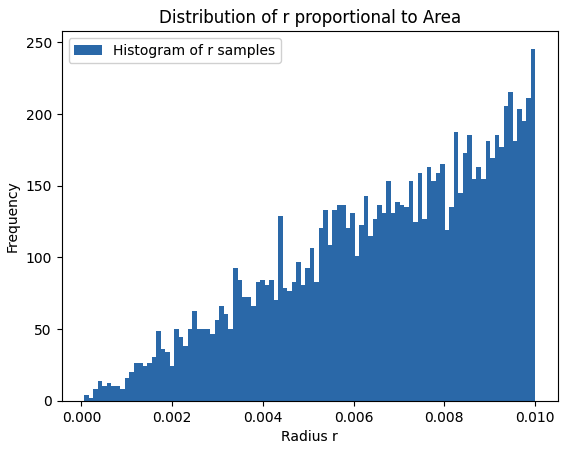 Distribution of r proportional to Area
Histogram of r samples
Frequency
250
200
150
100
50
0
0.000 0.002 0.004 0.006 0.008 0.010
Radius r